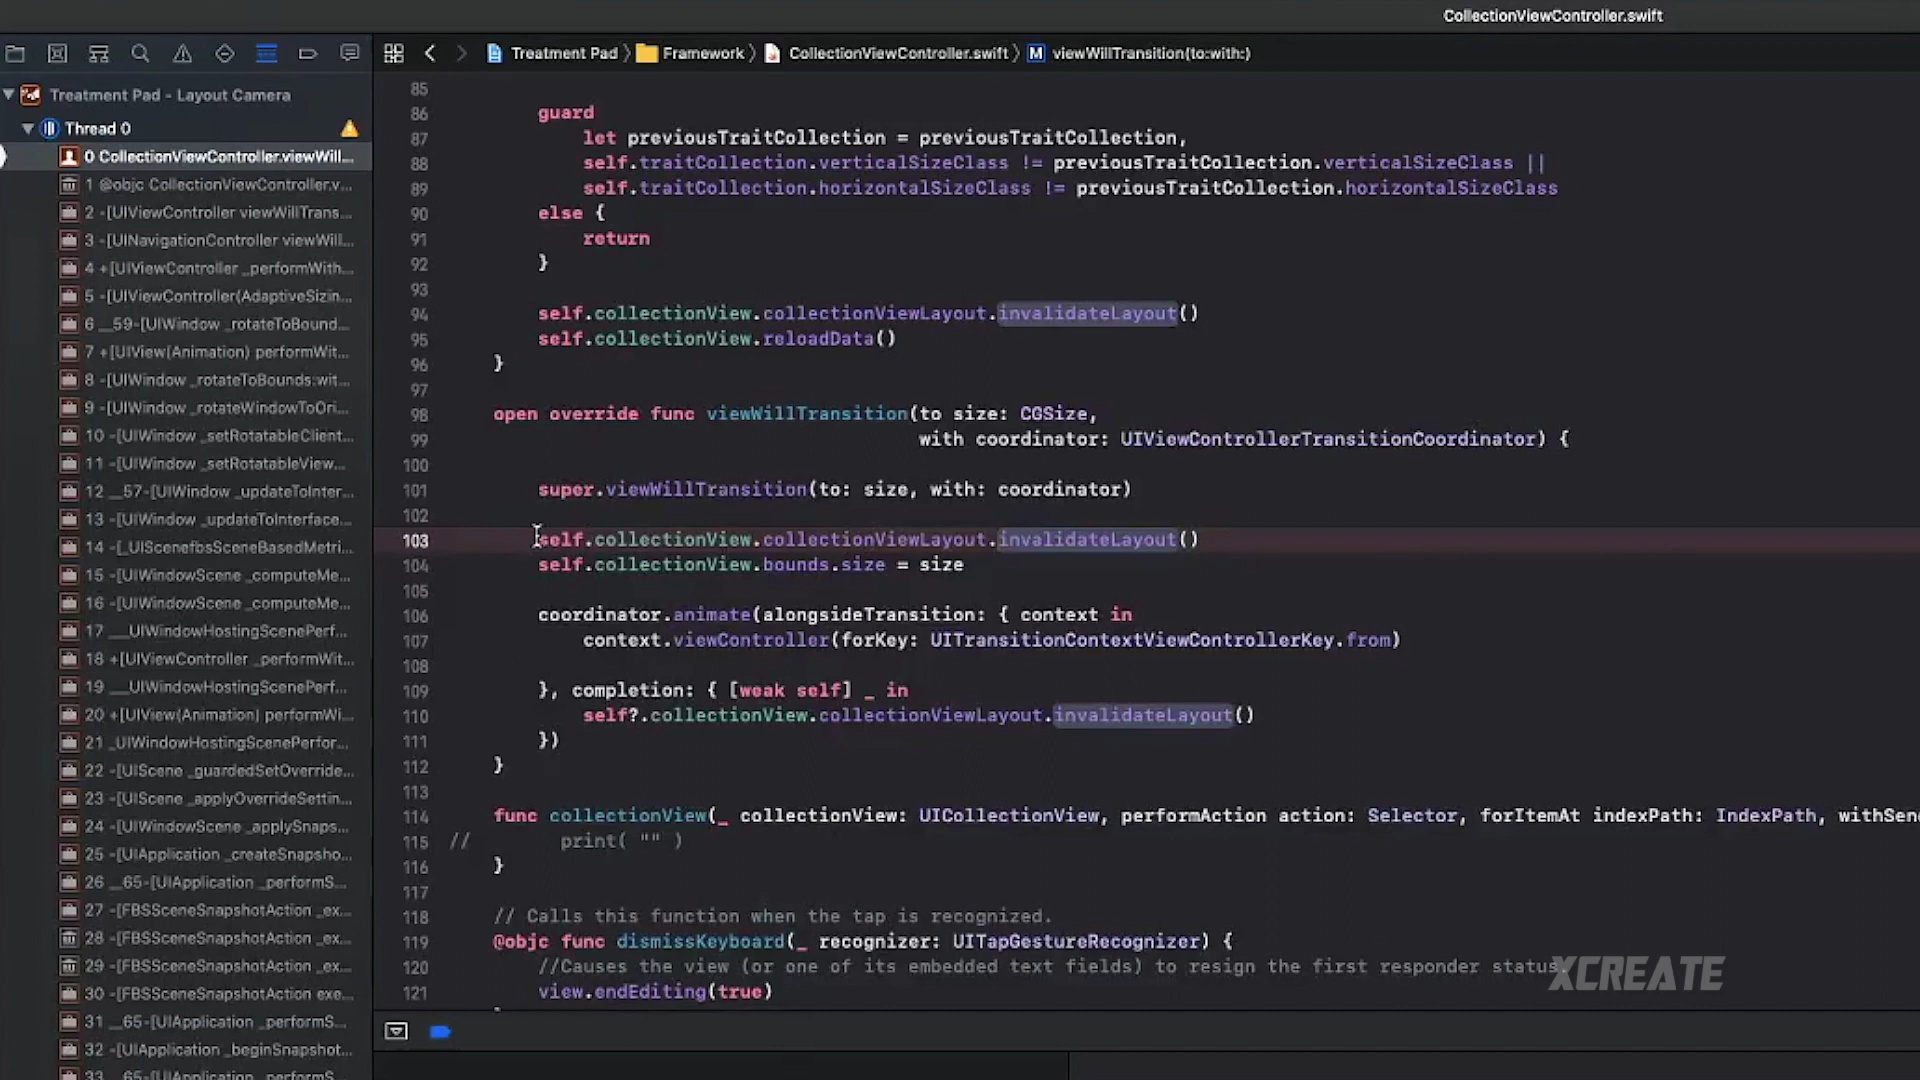 CollectionViewController.swift
Treatment Pad 〉 Framework 〉 CollectionViewController.swift 〉 M viewWillTransition(to:with:)
Treatment Pad - Layout Camera
Thread 0
0 CollectionViewController.viewWill...
1 @objc CollectionViewController.v...
2 -[UIViewController viewWillTrans...
3 -[UINavigationController viewWill...
4 +[UIViewController _performWith...
5 -[UIViewController(AdaptiveSizin...
6 __59-[UIWindow _rotateToBound...
7 +[UIView(Animation) performWit...
8 -[UIWindow _rotateToBounds:wit...
9 -[UIWindow _rotateWindowToOri...
10 -[UIWindow _setRotatableClient...
11 -[UIWindow _setRotatableView...
12 __57-[UIWindow _updateToInter...
13 -[UIWindow _updateToInterface...
14 -[_UIScenefbsSceneBasedMetri...
15 -[UIWindowScene _computeMe...
16 -[UIWindowScene _computeMe...
17 ___UIWindowHostingScenePerf...
18 +[UIViewController _performWit...
19 ___UIWindowHostingScenePerf...
20 +[UIView(Animation) performWi...
21 _UIWindowHostingScenePerfor...
22 -[UIScene _guardedSetOverride...
23 -[UIScene _applyOverrideSettin...
24 -[UIWindowScene _applySnaps...
25 -[UIApplication _createSnapsho...
26 __65-[UIApplication _performS...
27 -[FBSSceneSnapshotAction _ex...
28 -[FBSSceneSnapshotAction _ex...
29 -[FBSSceneSnapshotAction _ex...
30 -[FBSSceneSnapshotAction exe...
31 __65-[UIApplication _performS...
32 -[UIApplication _beginSnapshot...
33 __65-[UIApplication _performS...
85
86 guard
87 let previousTraitCollection = previousTraitCollection,
88 self.traitCollection.verticalSizeClass != previousTraitCollection.verticalSizeClass ||
89 self.traitCollection.horizontalSizeClass != previousTraitCollection.horizontalSizeClass
90 else {
91 return
92 }
93
94 self.collectionView.collectionViewLayout.invalidateLayout()
95 self.collectionView.reloadData()
96 }
97
98 open override func viewWillTransition(to size: CGSize,
99 with coordinator: UIViewControllerTransitionCoordinator) {
100
101 super.viewWillTransition(to: size, with: coordinator)
102
103 self.collectionView.collectionViewLayout.invalidateLayout()
104 self.collectionView.bounds.size = size
105
106 coordinator.animate(alongsideTransition: { context in
107 context.viewController(forKey: UITransitionContextViewControllerKey.from)
108
109 }, completion: { [weak self] _ in
110 self?.collectionView.collectionViewLayout.invalidateLayout()
111 })
112 }
113
114 func collectionView(_ collectionView: UICollectionView, performAction action: Selector, forItemAt indexPath: IndexPath, withSen
115 // print( "" )
116 }
117
118 // Calls this function when the tap is recognized.
119 @objc func dismissKeyboard(_ recognizer: UITapGestureRecognizer) {
120 //Causes the view (or one of its embedded text fields) to resign the first responder status.
121 view.endEditing(true)
XCREATE